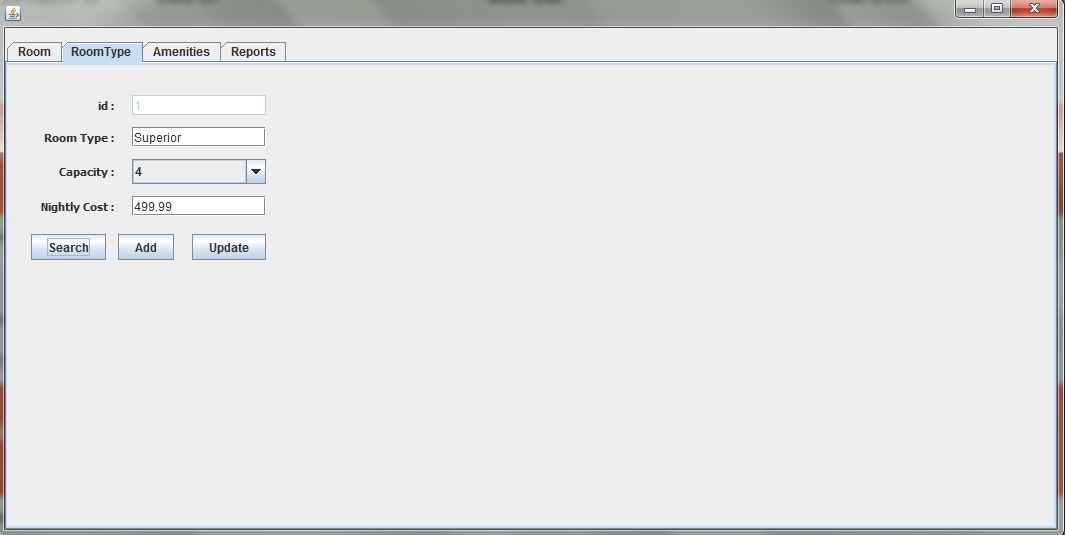 Room RoomType Amenities Reports
id : 1
Room Type : Superior
Capacity : 4
Nightly Cost : 499.99
Search Add Update